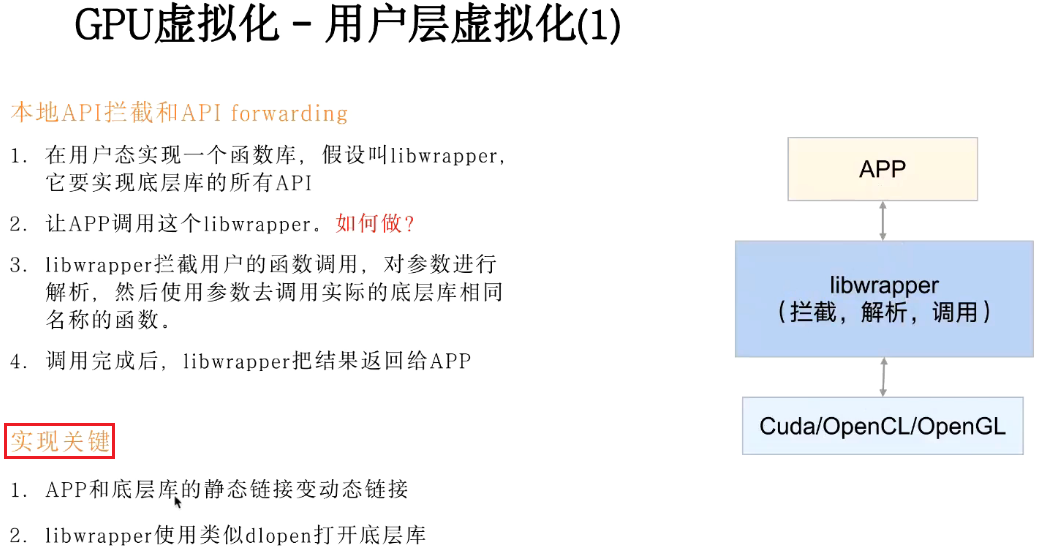 GPU虚拟化 - 用户层虚拟化(1)
本地API拦截和API forwarding
1. 在用户态实现一个函数库，假设叫libwrapper，
它要实现底层库的所有API
2. 让APP调用这个libwrapper。如何做？
3. libwrapper拦截用户的函数调用，对参数进行
解析，然后使用参数去调用实际的底层库相同
名称的函数。
4. 调用完成后，libwrapper把结果返回给APP
实现关键
1. APP和底层库的静态链接变动态链接
2. libwrapper使用类似dlopen打开底层库
APP
libwrapper
（拦截，解析，调用）
Cuda/OpenCL/OpenGL